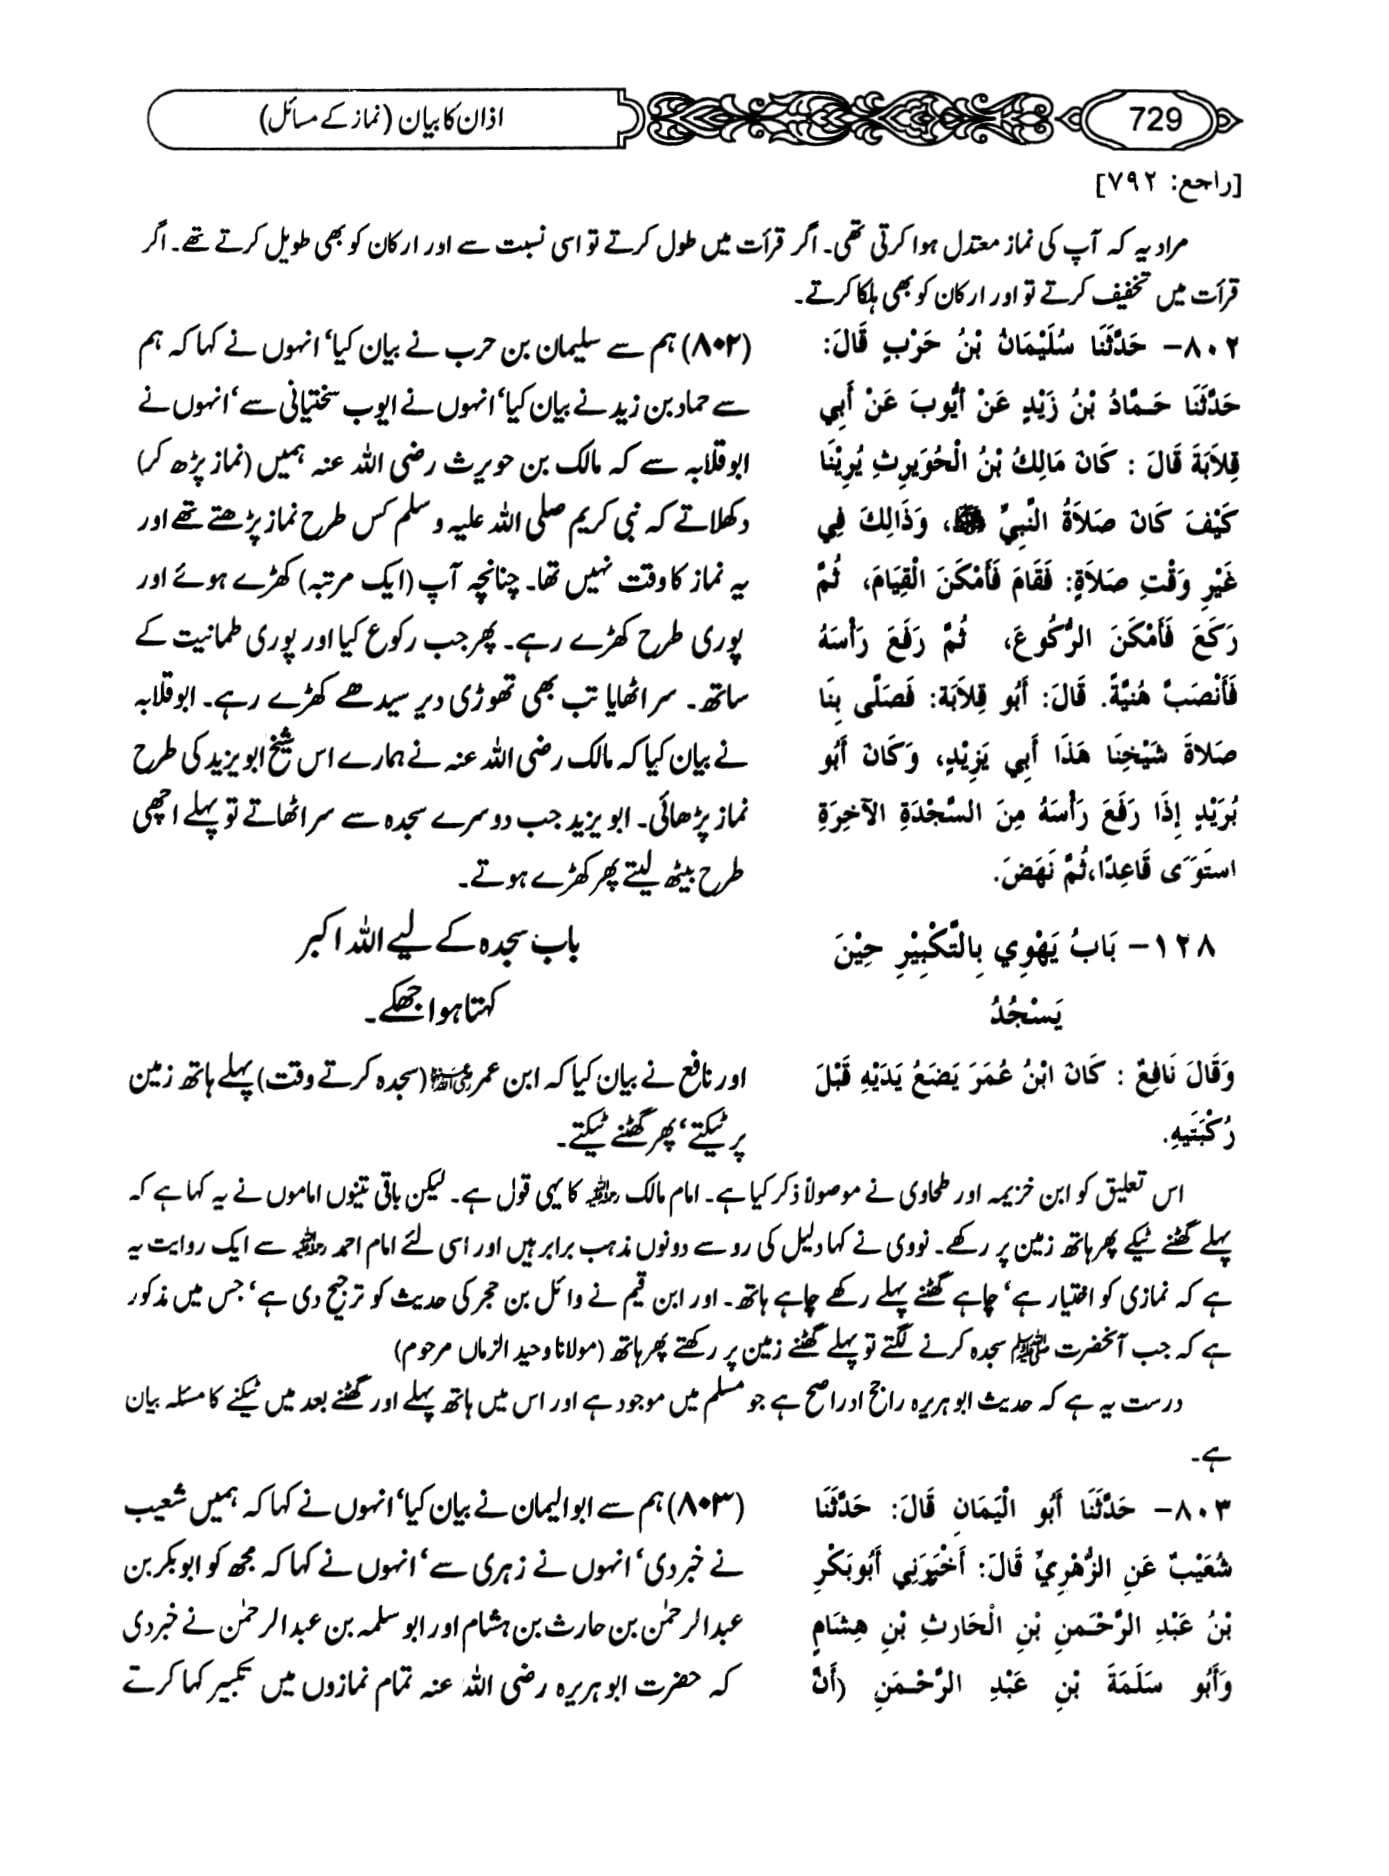 729
اذان کا بیان (نماز کے مسائل)
[راجع: ٧٩٢]
مراد یہ کہ آپ کی نماز معتدل ہوا کرتی تھی۔ اگر قرأت میں طول کرتے تو اسی نسبت سے اور ارکان کو بھی طویل کرتے تھے۔ اگر
قرأت میں تخفیف کرتے تو اور ارکان کو بھی ہلکا کرتے۔
٨٠٢- حَدَّثَنَا سُلَيْمَانُ بْنُ حَرْبٍ قَالَ:
حَدَّثَنَا حَمَّادُ بْنُ زَيْدٍ عَنْ أَيُّوبَ عَنْ أَبِي
قِلاَبَةَ قَالَ : كَانَ مَالِكُ بْنُ الْحُوَيرِثِ يُرِيْنَا
كَيْفَ كَانَ صَلاَةُ النَّبِيِّ ﷺ، وَذَالِكَ فِي
غَيْرِ وَقْتِ صَلاَةٍ: فَقَامَ فَأَمْكَنَ الْقِيَامَ، ثُمَّ
رَكَعَ فَأَمْكَنَ الرُّكُوعَ، ثُمَّ رَفَعَ رَأْسَهُ
فَأَنْصَبَّ هُنَيَّةً. قَالَ: أَبُو قِلاَبَة: فَصَلَّى بِنَا
صَلاةَ شَيْخِنَا هَذَا أَبِي يَزِيْدٍ، وَكَانَ أَبُو
بُرَيْدٍ إِذَا رَفَعَ رَأْسَهُ مِنَ السَّجْدَةِ الآخِرَةِ
استَوَى قَاعِدًا،ثُمَّ نَهَضَ.
(۸۰۲) ہم سے سلیمان بن حرب نے بیان کیا‘ انہوں نے کہا کہ ہم
سے حماد بن زید نے بیان کیا‘ انہوں نے ایوب سختیانی سے‘ انہوں نے
ابو قلابہ سے کہ مالک بن حویرث رضی اللہ عنہ ہمیں (نماز پڑھ کر)
دکھلاتے کہ نبی کریم صلی اللہ علیہ و سلم کس طرح نماز پڑھتے تھے اور
یہ نماز کا وقت نہیں تھا۔ چنانچہ آپ (ایک مرتبہ) کھڑے ہوئے اور
پوری طرح کھڑے رہے۔ پھر جب رکوع کیا اور پوری طمانیت کے
ساتھ۔ سر اٹھایا تب بھی تھوڑی دیر سیدھے کھڑے رہے۔ ابو قلابہ
نے بیان کیا کہ مالک رضی اللہ عنہ نے ہمارے اس شیخ ابو یزید کی طرح
نماز پڑھائی۔ ابو یزید جب دوسرے سجدہ سے سر اٹھاتے تو پہلے اچھی
طرح بیٹھ لیتے پھر کھڑے ہوتے۔
١٢٨- بَابُ يَهْوِي بِالتَّكْبِيْرِ حِيْنَ
يَسْجُدُ
باب سجدہ کے لیے اللہ اکبر
کہتا ہوا جھکے۔
وَقَالَ نَافِعٌ : كَانَ ابْنُ عُمَرَ يَضَعُ يَدَيْهِ قَبْلَ
رُكْبَتَيهِ.
اور نافع نے بیان کیا کہ ابن عمر رضی اللہ عنہما (سجدہ کرتے وقت) پہلے ہاتھ زمین
پر ٹیکتے‘ پھر گھٹنے ٹیکتے۔
اس تعلیق کو ابن خزیمہ اور طحاوی نے موصولاً ذکر کیا ہے۔ امام مالک رحمہ اللہ کا یہی قول ہے۔ لیکن باقی تینوں اماموں نے یہ کہا ہے کہ
پہلے گھٹنے ٹیکے پھر ہاتھ زمین پر رکھے۔ نووی نے کہا دلیل کی رو سے دونوں مذہب برابر ہیں اور اسی لئے امام احمد رحمہ اللہ سے ایک روایت یہ
ہے کہ نمازی کو اختیار ہے‘ چاہے گھٹنے پہلے رکھے چاہے ہاتھ۔ اور ابن قیم نے وائل بن حجر کی حدیث کو ترجیح دی ہے‘ جس میں مذکور
ہے کہ جب آنحضرت ﷺ سجدہ کرنے لگتے تو پہلے گھٹنے زمین پر رکھتے پھر ہاتھ (مولانا وحید الزماں مرحوم)
درست یہ ہے کہ حدیث ابو ہریرہ راجح اور اصح ہے جو مسلم میں موجود ہے اور اس میں ہاتھ پہلے اور گھٹنے بعد میں ٹیکنے کا مسئلہ بیان
ہے۔
٨٠٣- حَدَّثَنَا أَبُو الْيَمَانِ قَالَ: حَدَّثَنَا
شُعَيْبٌ عَنِ الزُّهْرِيِّ قَالَ: أَخْبَرَنِي أَبُوبَكْرِ
بْنُ عَبْدِ الرَّحْمنِ بْنِ الْحَارِثِ بْنِ هِشَامٍ
وَأَبُو سَلَمَةَ بْنِ عَبْدِ الرَّحْمَنِ (أَنَّ
(۸۰۳) ہم سے ابو الیمان نے بیان کیا‘ انہوں نے کہا کہ ہمیں شعیب
نے خبر دی‘ انہوں نے زہری سے‘ انہوں نے کہا کہ مجھ کو ابو بکر بن
عبدالرحمٰن بن حارث بن ہشام اور ابو سلمہ بن عبدالرحمٰن نے خبر دی
کہ حضرت ابو ہریرہ رضی اللہ عنہ تمام نمازوں میں تکبیر کہا کرتے